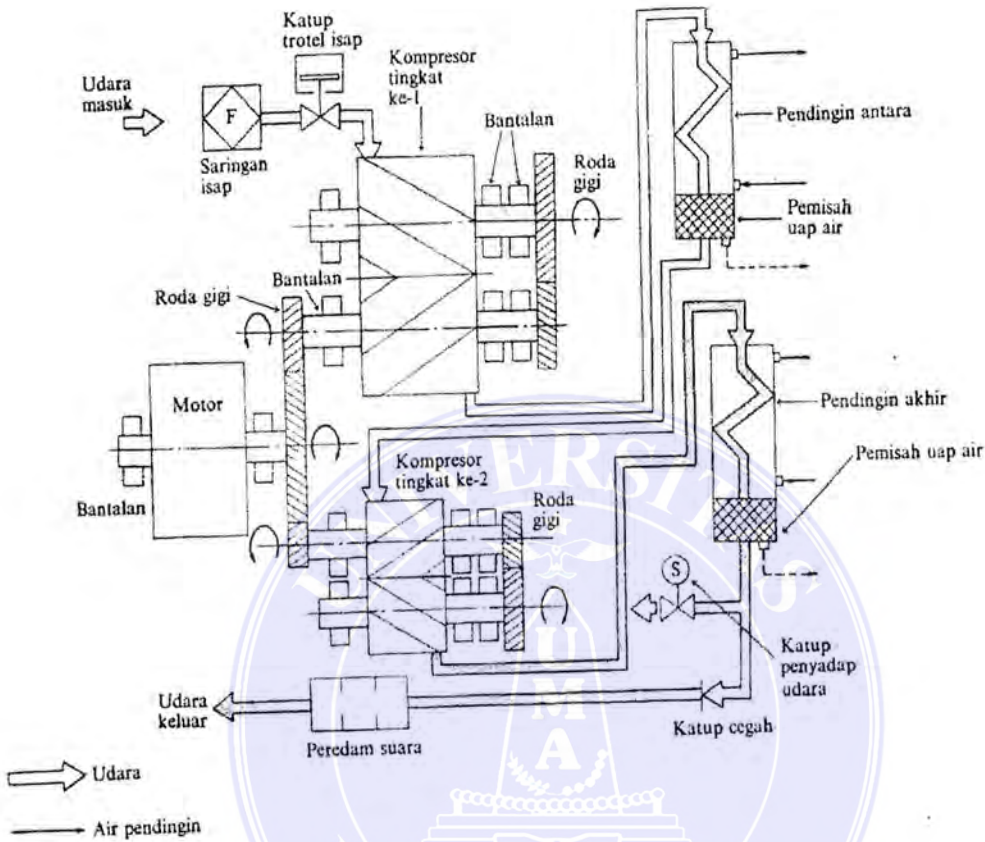 Katup
trotel isap
Kompresor
tingkat
ke-1
Udara
masuk
F
Saringan
isap
Bantalan
Roda
gigi
Pendingin antara
Pemisah
uap air
Roda gigi
Bantalan
Motor
Bantalan
Kompresor
tingkat ke-2
Roda
gigi
Pendingin akhir
Pemisah uap air
S
Katup
penyadap
udara
Katup cegah
Udara
keluar
Peredam suara
Udara
Air pendingin
UNIVERSITAS
UMA